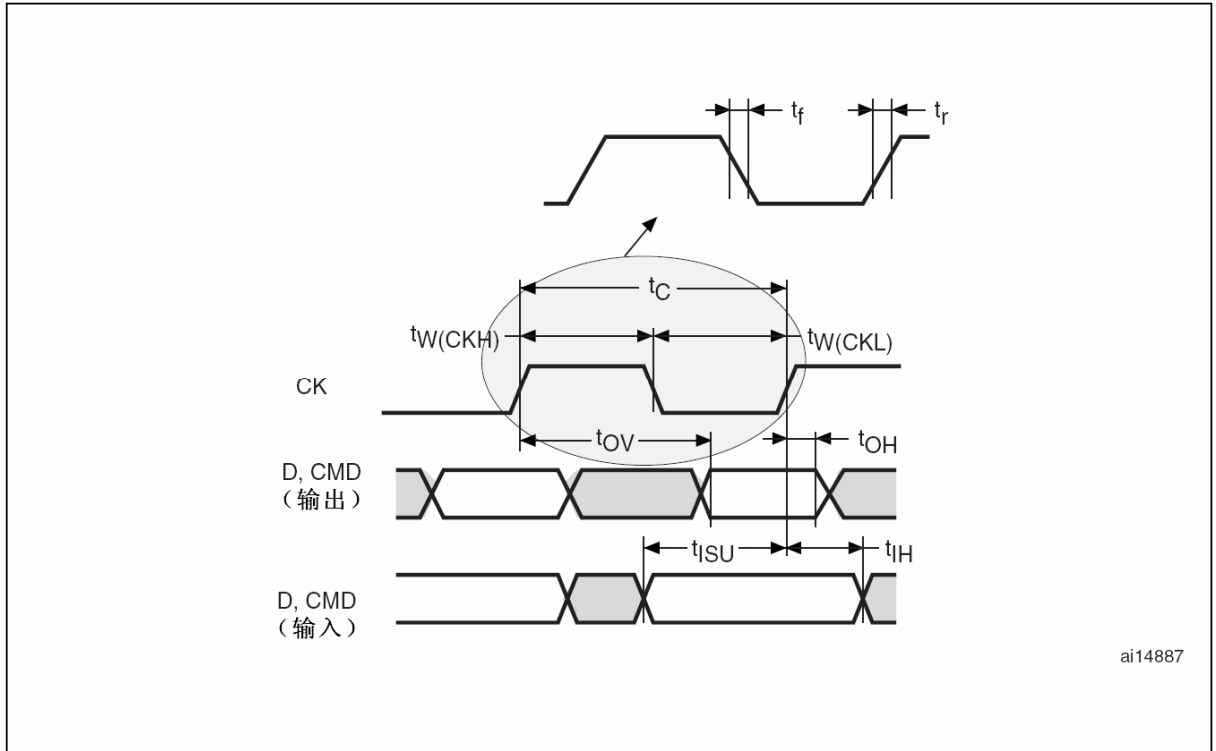 tf
tr
tC
tW(CKH)
tW(CKL)
CK
tOV
tOH
D, CMD
（输出）
tISU
tIH
D, CMD
（输入）
ai14887